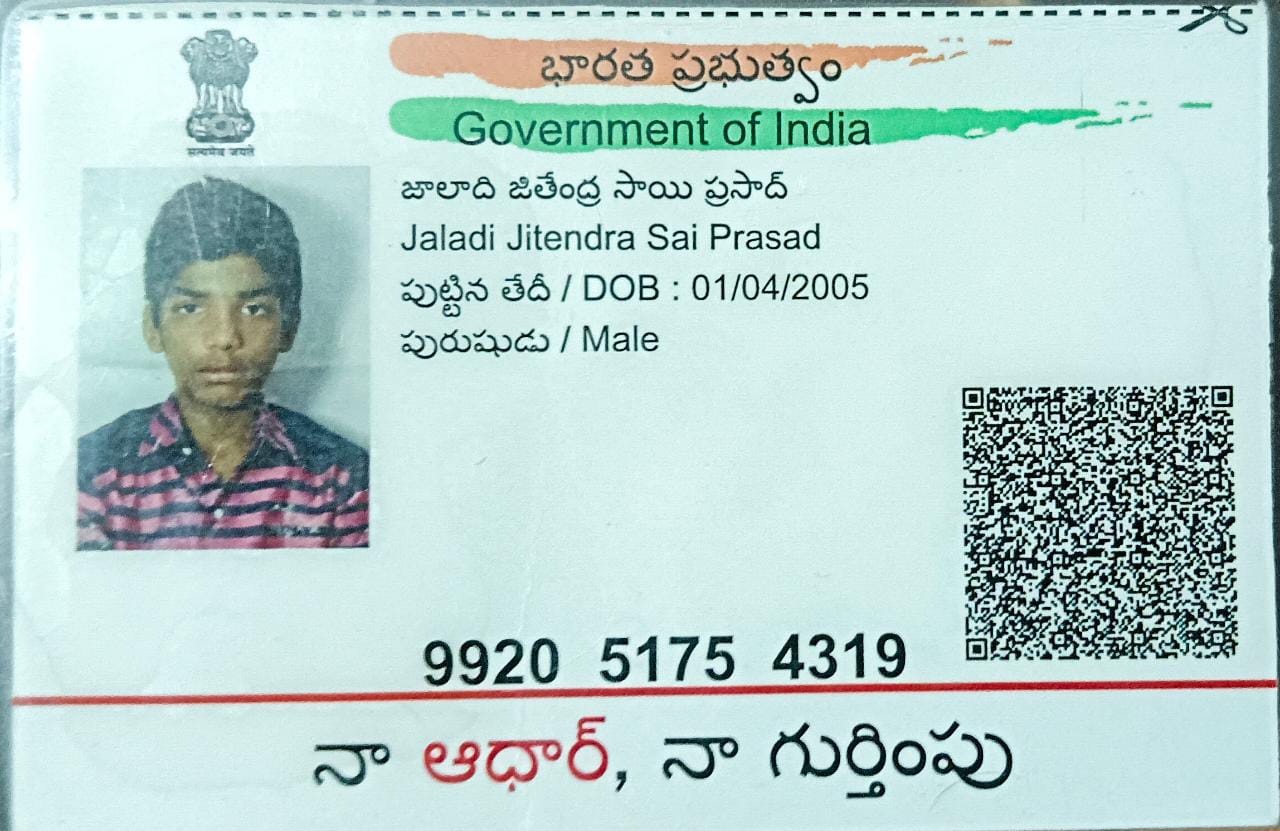 सत्यमेव जयते
భారత ప్రభుత్వం
Government of India
జాలాది జితేంద్ర సాయి ప్రసాద్
Jaladi Jitendra Sai Prasad
పుట్టిన తేదీ / DOB : 01/04/2005
పురుషుడు / Male
9920 5175 4319
నా ఆధార్, నా గుర్తింపు